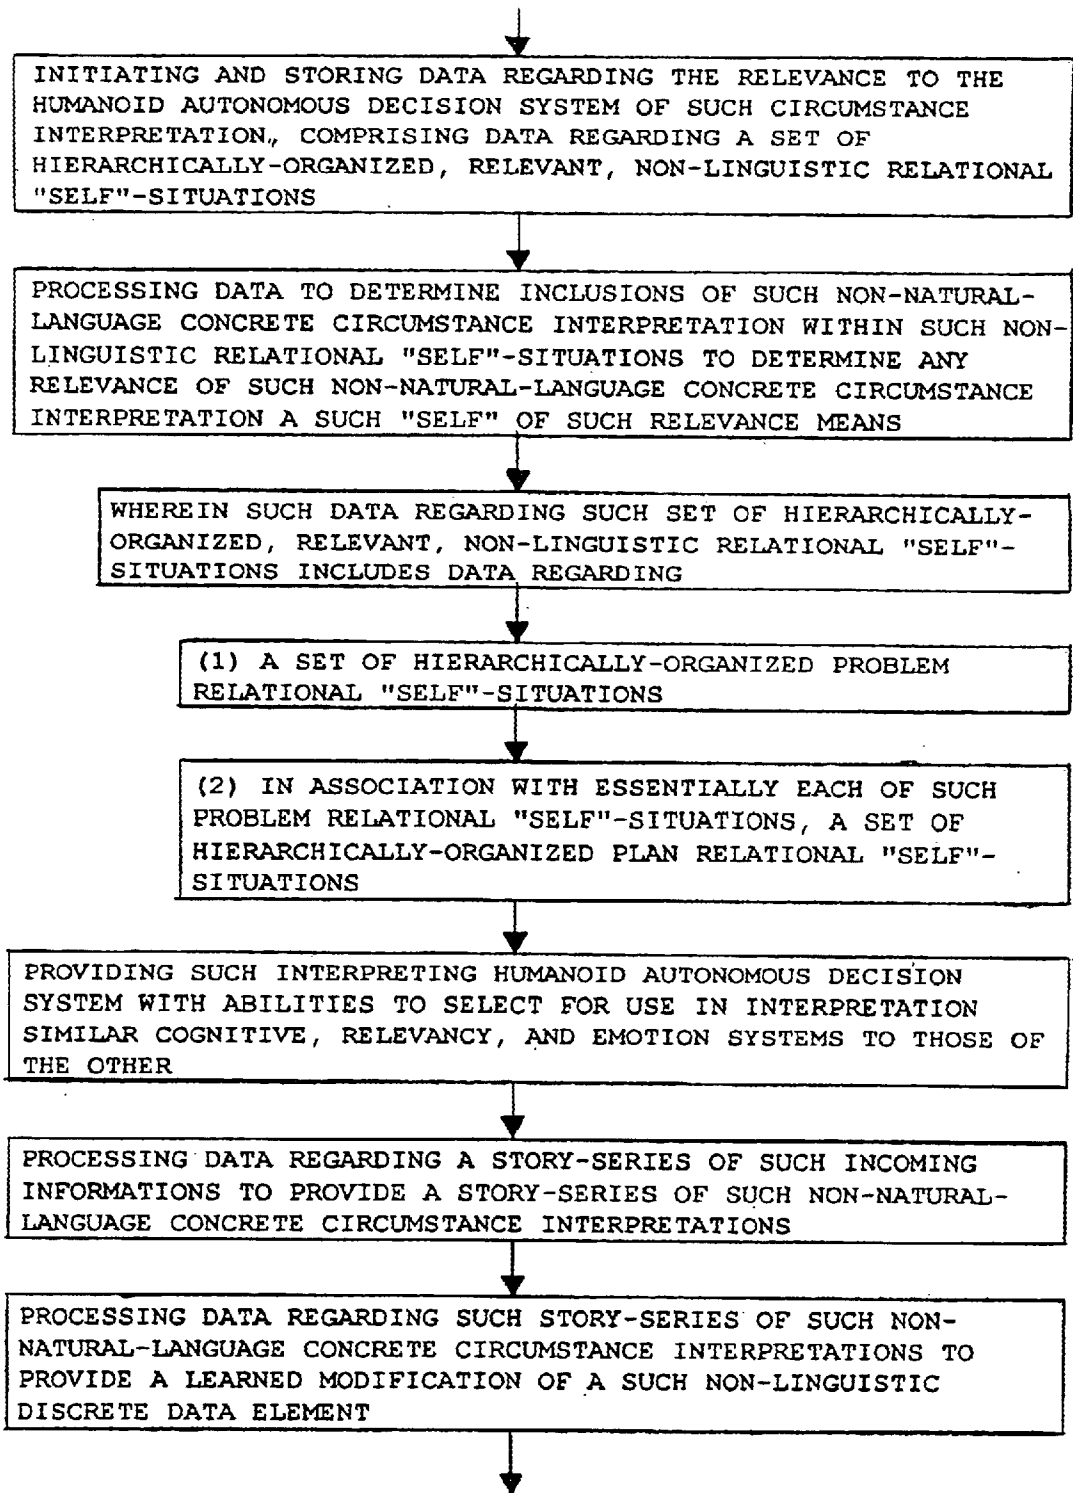 INITIATING AND STORING DATA REGARDING THE RELEVANCE TO THE
HUMANOID AUTONOMOUS DECISION SYSTEM OF SUCH CIRCUMSTANCE
INTERPRETATION, COMPRISING DATA REGARDING A SET OF
HIERARCHICALLY-ORGANIZED, RELEVANT, NON-LINGUISTIC RELATIONAL
"SELF"-SITUATIONS
PROCESSING DATA TO DETERMINE INCLUSIONS OF SUCH NON-NATURAL-
LANGUAGE CONCRETE CIRCUMSTANCE INTERPRETATION WITHIN SUCH NON-
LINGUISTIC RELATIONAL "SELF"-SITUATIONS TO DETERMINE ANY
RELEVANCE OF SUCH NON-NATURAL-LANGUAGE CONCRETE CIRCUMSTANCE
INTERPRETATION A SUCH "SELF" OF SUCH RELEVANCE MEANS
WHEREIN SUCH DATA REGARDING SUCH SET OF HIERARCHICALLY-
ORGANIZED, RELEVANT, NON-LINGUISTIC RELATIONAL "SELF"-
SITUATIONS INCLUDES DATA REGARDING
(1) A SET OF HIERARCHICALLY-ORGANIZED PROBLEM
RELATIONAL "SELF"-SITUATIONS
(2) IN ASSOCIATION WITH ESSENTIALLY EACH OF SUCH
PROBLEM RELATIONAL "SELF"-SITUATIONS, A SET OF
HIERARCHICALLY-ORGANIZED PLAN RELATIONAL "SELF"-
SITUATIONS
PROVIDING SUCH INTERPRETING HUMANOID AUTONOMOUS DECISION
SYSTEM WITH ABILITIES TO SELECT FOR USE IN INTERPRETATION
SIMILAR COGNITIVE, RELEVANCY, AND EMOTION SYSTEMS TO THOSE OF
THE OTHER
PROCESSING DATA REGARDING A STORY-SERIES OF SUCH INCOMING
INFORMATIONS TO PROVIDE A STORY-SERIES OF SUCH NON-NATURAL-
LANGUAGE CONCRETE CIRCUMSTANCE INTERPRETATIONS
PROCESSING DATA REGARDING SUCH STORY-SERIES OF SUCH NON-
NATURAL-LANGUAGE CONCRETE CIRCUMSTANCE INTERPRETATIONS TO
PROVIDE A LEARNED MODIFICATION OF A SUCH NON-LINGUISTIC
DISCRETE DATA ELEMENT